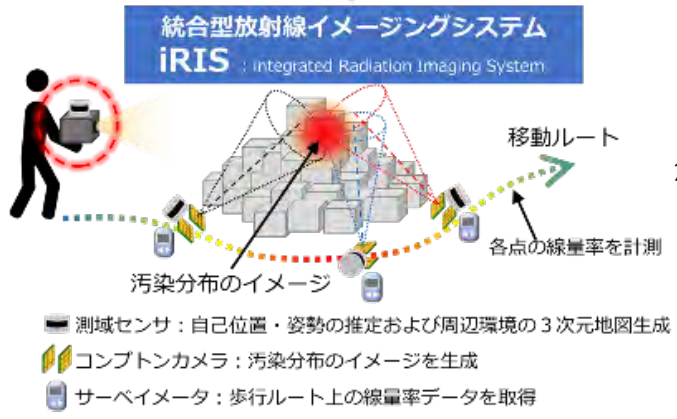 統合型放射線イメージングシステム
iRIS : integrated Radiation Imaging System
移動ルート
各点の線量率を計測
汚染分布のイメージ
測域センサ：自己位置・姿勢の推定および周辺環境の３次元地図生成
コンプトンカメラ：汚染分布のイメージを生成
サーベイメータ：歩行ルート上の線量率データを取得